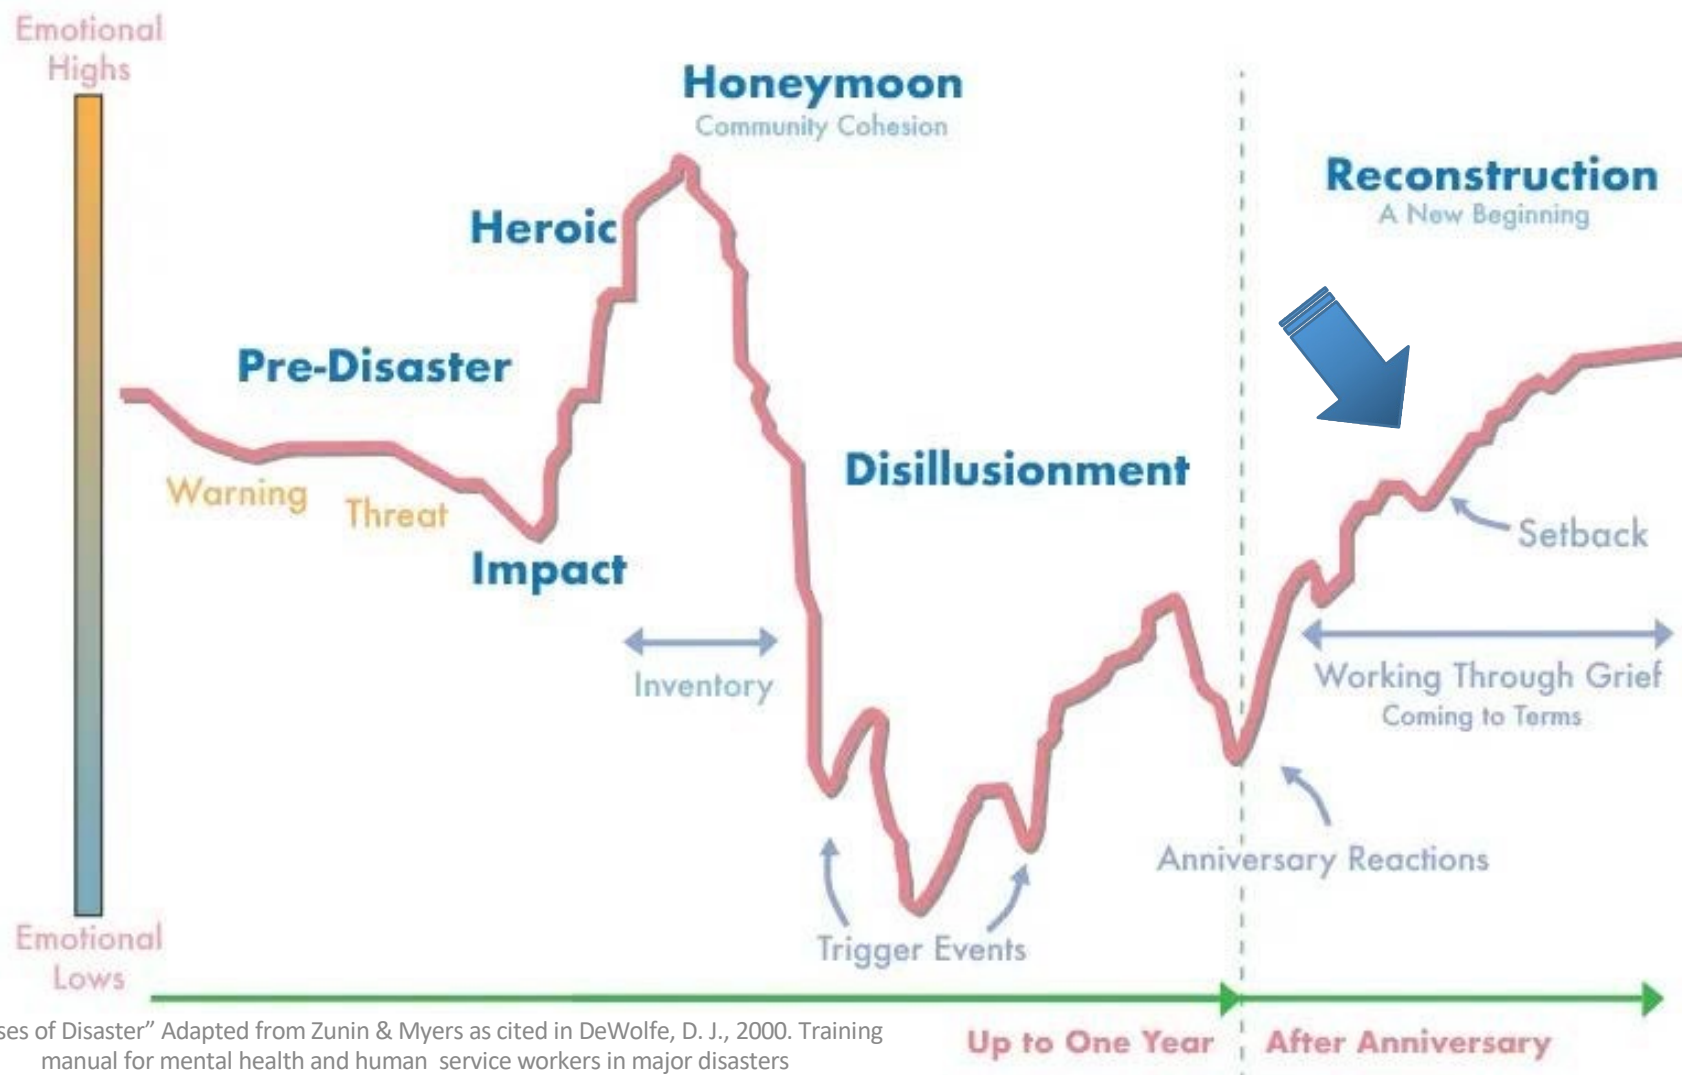 Emotional
Highs
Honeymoon
Community Cohesion
Reconstruction
A New Beginning
Heroic
Pre-Disaster
Disillusionment
Warning
Threat
Setback
Impact
Inventory
Working Through Grief
Coming to Terms
Anniversary Reactions
Trigger Events
Emotional
Lows
ses of Disaster” Adapted from Zunin & Myers as cited in DeWolfe, D. J., 2000. Training
manual for mental health and human service workers in major disasters
Up to One Year
After Anniversary